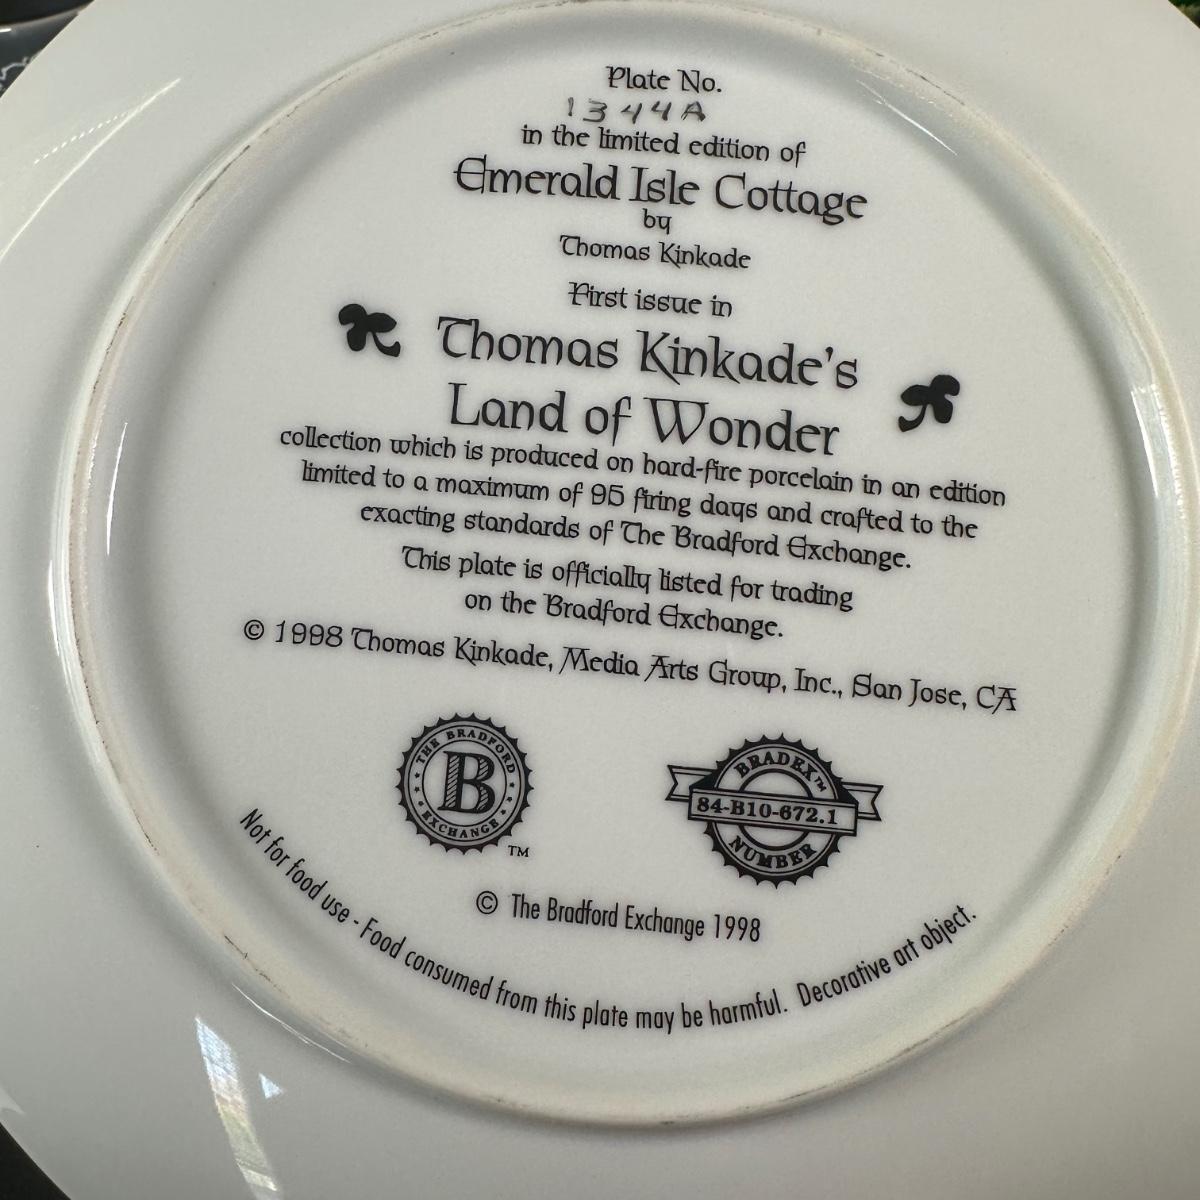 Plate No.
1344A
in the limited edition of
Emerald Isle Cottage
by
Thomas Kinkade
First issue in
Thomas Kinkade's
Land of Wonder
collection which is produced on hard-fire porcelain in an edition
limited to a maximum of 95 firing days and crafted to the
exacting standards of The Bradford Exchange.
This plate is officially listed for trading
on the Bradford Exchange.
© 1998 Thomas Kinkade, Media Arts Group, Inc., San Jose, CA
THE BRADFORD
B
EXCHANGE
TM
BRADEX™
84-B10-672.1
NUMBER
© The Bradford Exchange 1998
Not for food use - Food consumed from this plate may be harmful. Decorative art object.